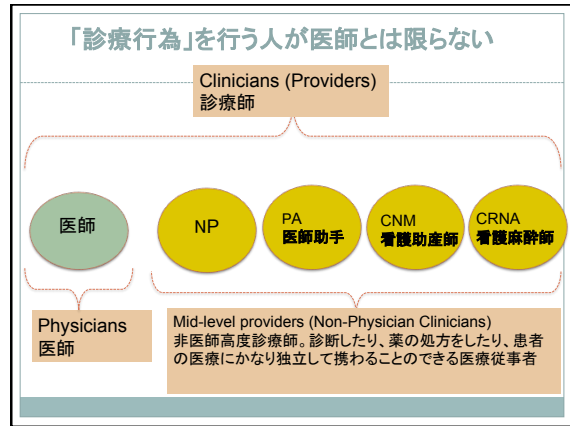 「診療行為」を行う人が医師とは限らない
Clinicians (Providers)
診療師
医師
NP
PA
医師助手
CNM
看護助産師
CRNA
看護麻酔師
Physicians
医師
Mid-level providers (Non-Physician Clinicians)
非医師高度診療師。診断したり、薬の処方をしたり、患者
の医療にかなり独立して携わることのできる医療従事者